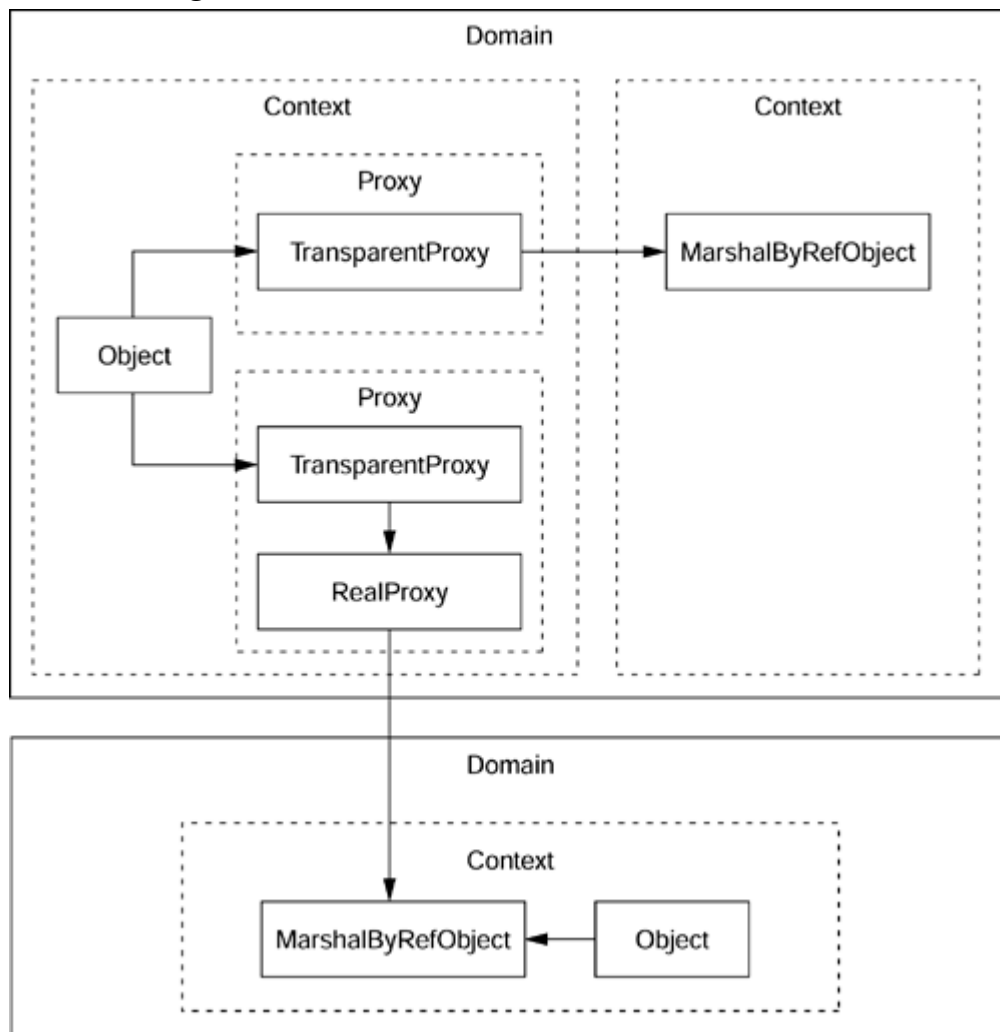 Domain
Context
Context
Proxy
TransparentProxy
MarshalByRefObject
Object
Proxy
TransparentProxy
RealProxy
Domain
Context
MarshalByRefObject
Object